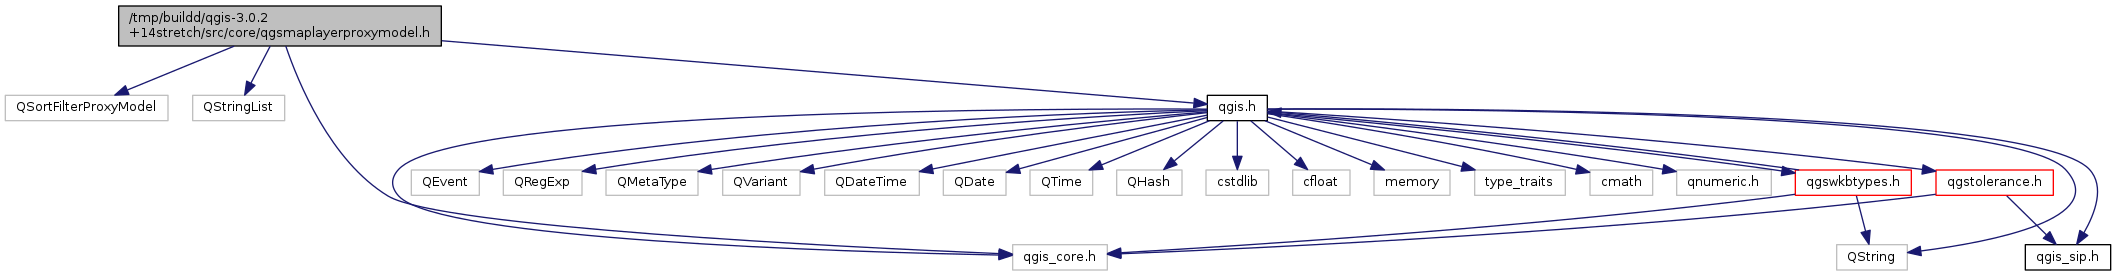 /tmp/buildd/qgis-3.0.2
+14stretch/src/core/qgsmaplayerproxymodel.h
QSortFilterProxyModel
QStringList
qgis.h
QEvent
QRegExp
QMetaType
QVariant
QDateTime
QDate
QTime
QHash
cstdlib
cfloat
memory
type_traits
cmath
qnumeric.h
qgswkbtypes.h
qgstolerance.h
qgis_core.h
QString
qgis_sip.h